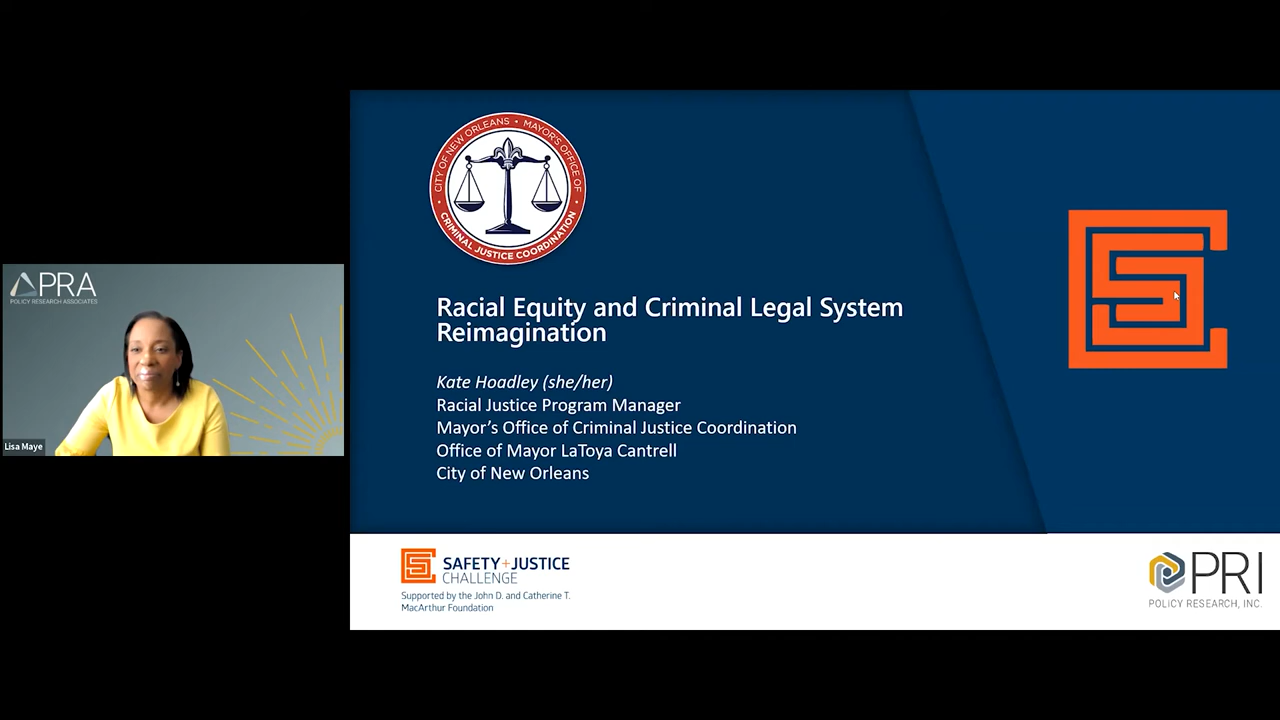 PRA
POLICY RESEARCH ASSOCIATES
Lisa Maye
CITY OF NEW ORLEANS • MAYOR'S OFFICE OF
CRIMINAL JUSTICE COORDINATION
Racial Equity and Criminal Legal System
Reimagination
Kate Hoadley (she/her)
Racial Justice Program Manager
Mayor's Office of Criminal Justice Coordination
Office of Mayor LaToya Cantrell
City of New Orleans
SAFETY+JUSTICE
CHALLENGE
Supported by the John D. and Catherine T.
MacArthur Foundation
PRI
POLICY RESEARCH, INC.